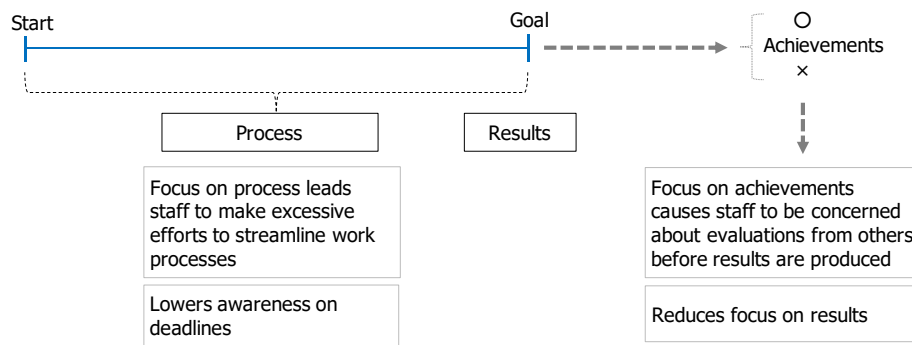 Start
Goal
○
Achievements
×
Process
Results
Focus on process leads
staff to make excessive
efforts to streamline work
processes
Lowers awareness on
deadlines
Focus on achievements
causes staff to be concerned
about evaluations from others
before results are produced
Reduces focus on results